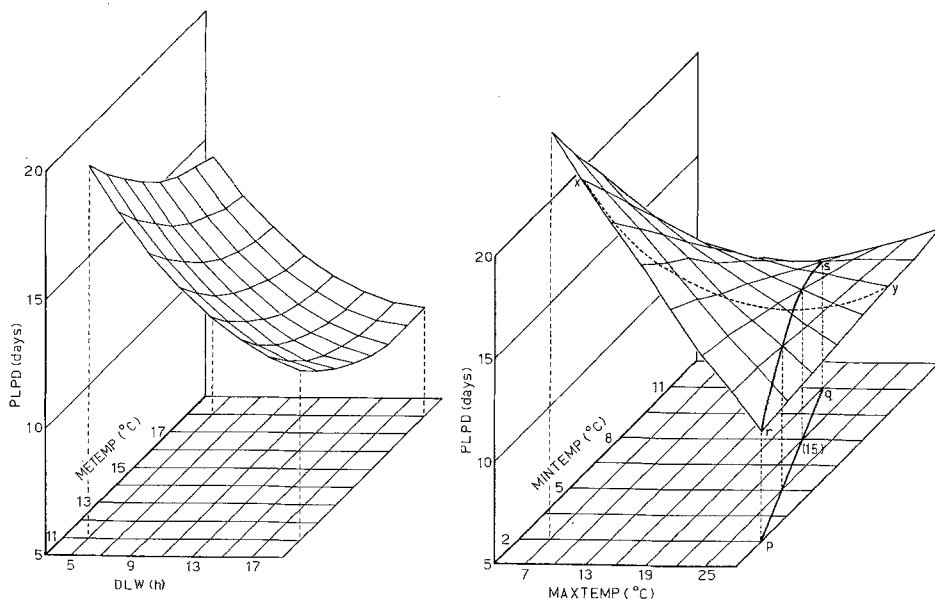 20
15
10
5
PLPD (days)
METEMP (°C)
11
13
15
17
5 9 13 17
DLW (h)
20
15
10
5
PLPD (days)
MINTEMP (°C)
2
5
8
11
7 13 19 25
MAXTEMP (°C)
x
s
y
r
q
(15)
p